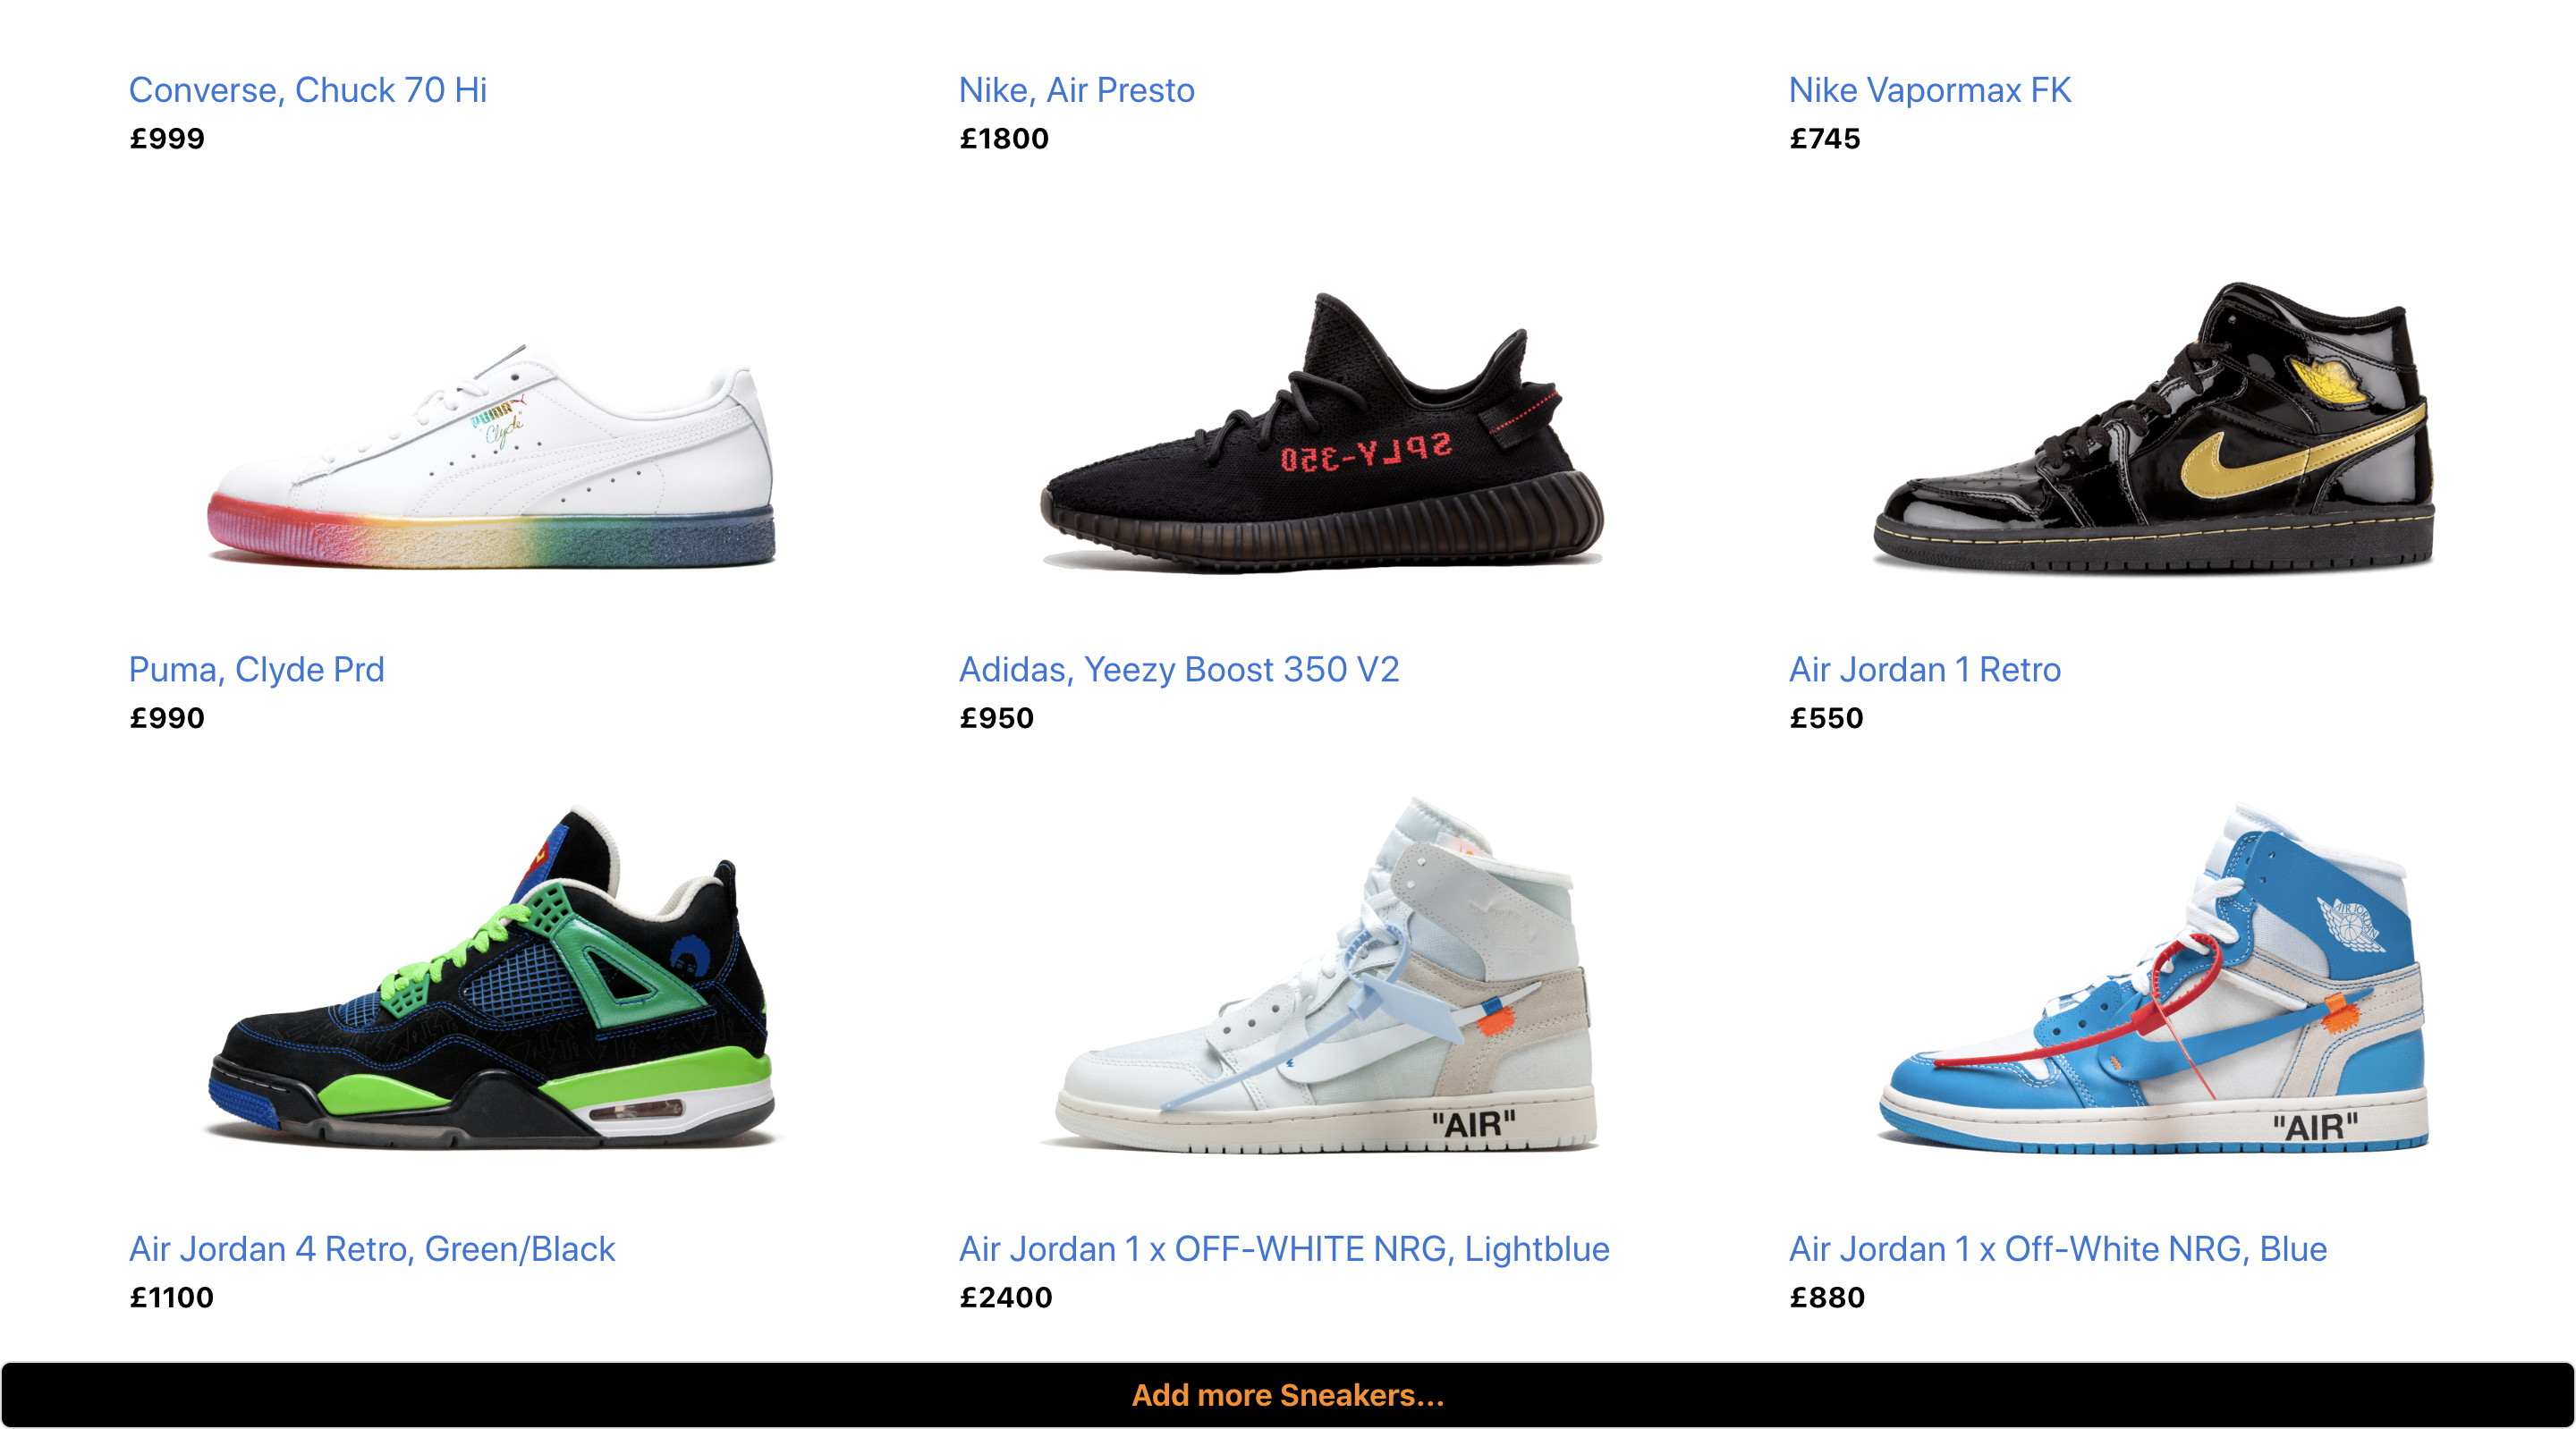 Converse, Chuck 70 Hi
£999
Nike, Air Presto
£1800
Nike Vapormax FK
£745
PUMA
Clyde
SPLY-350
Puma, Clyde Prd
£990
Adidas, Yeezy Boost 350 V2
£950
Air Jordan 1 Retro
£550
AIR JORDAN
"AIR"
"AIR"
Air Jordan 4 Retro, Green/Black
£1100
Air Jordan 1 x OFF-WHITE NRG, Lightblue
£2400
Air Jordan 1 x Off-White NRG, Blue
£880
Add more Sneakers...